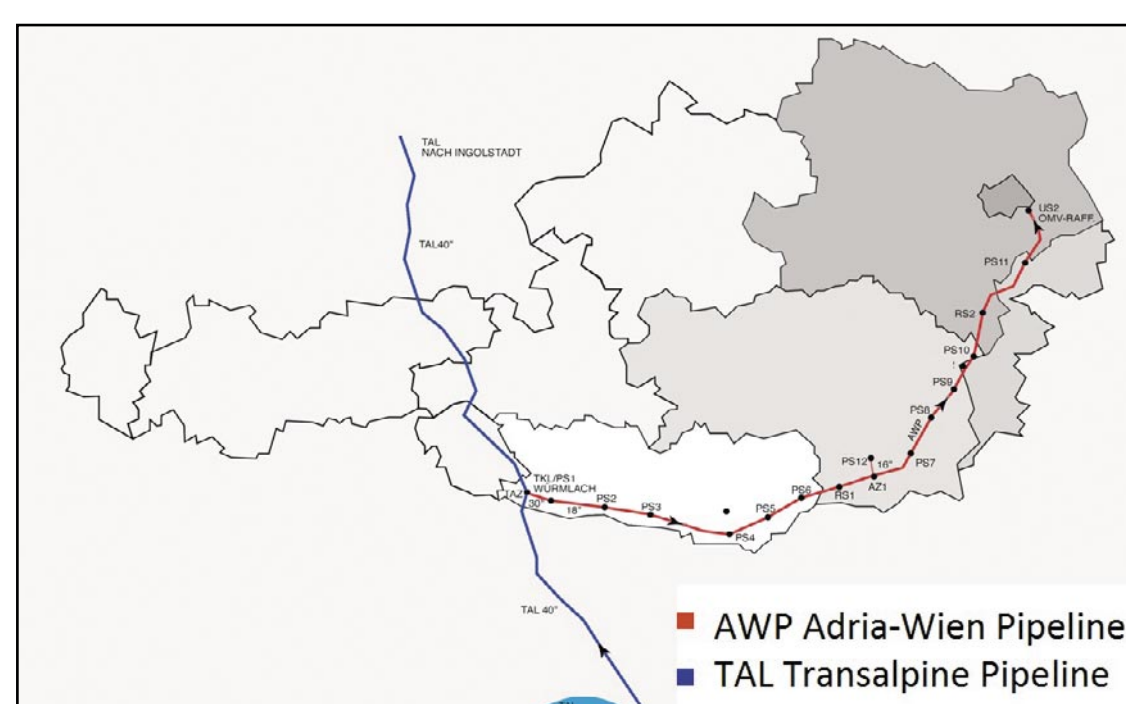 TAL
NACH INGOLSTADT
TAL40"
US2
OMV-RAFF.
PS11
RS2
PS10
PS9
PS8
AWP
PS7
PS12
16"
AZ1
RS1
PS6
PS5
PS4
PS3
PS2
TKL/PS1
WÜRMLACH
TAZ
30"
18"
TAL 40"
AWP Adria-Wien Pipeline
TAL Transalpine Pipeline